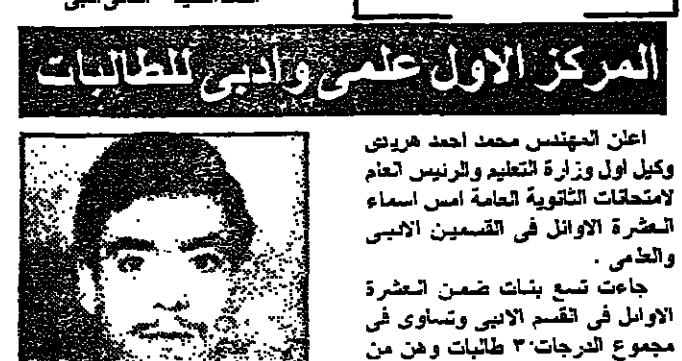 المركز الاول علمى وأدبى للطالبات
اعلن المهندس محمد احمد هريدى
وكيل اول وزارة التعليم والرئيس العام
لامتحانات الثانوية العامة امس اسماء
العشرة الاوائل فى القسمين الادبى
والعلمى .
جاءت تسع بنات ضمن العشرة
الاوائل فى القسم الادبى وتساوى فى
مجموع الدرجات ٣ طالبات وهن من